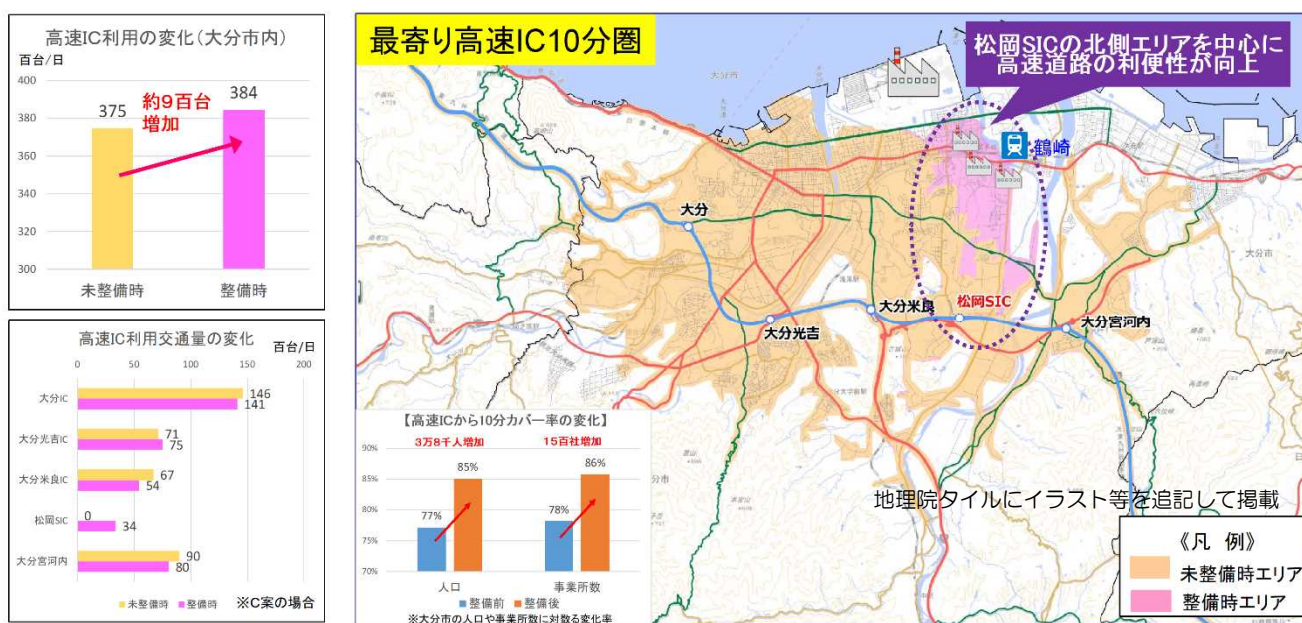 高速IC利用の変化(大分市内)
百台/日
400
380
360
340
320
300
375
384
約9百台
増加
未整備時
整備時
高速IC利用交通量の変化
百台/日
0
50
100
150
200
大分IC
146
141
大分光吉IC
71
75
大分米良IC
67
54
松岡SIC
0
34
大分宮河内
90
80
未整備時
整備時
※C案の場合
最寄り高速IC10分圏
松岡SICの北側エリアを中心に
高速道路の利便性が向上
鶴崎
大分市
大分
大分光吉
大分米良
松岡SIC
大分宮河内
大分市
【高速ICから10分カバー率の変化】
3万8千人増加
15百社増加
90%
85%
80%
75%
70%
77%
85%
78%
86%
人口
事業所数
整備前
整備後
※大分市の人口や事業所数に対数る変化率
地理院タイルにイラスト等を追記して掲載
《凡 例》
未整備時エリア
整備時エリア